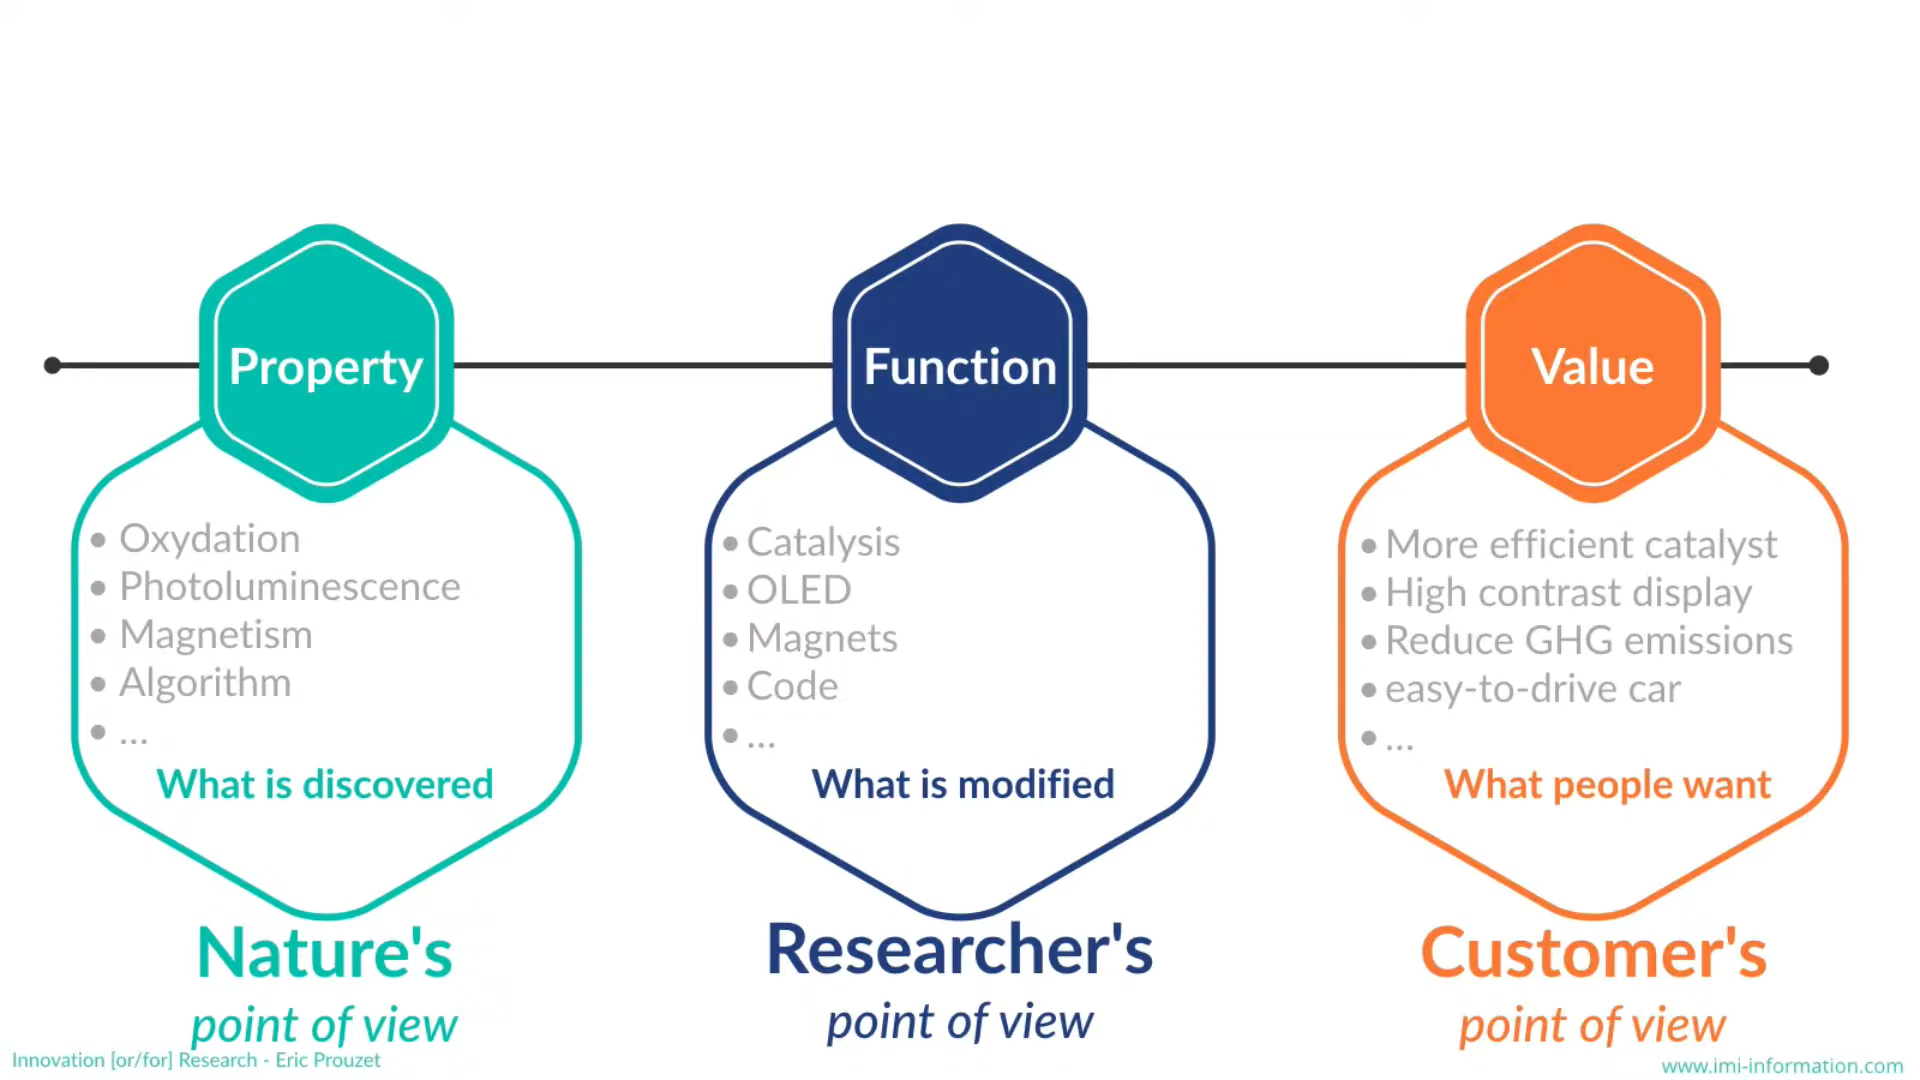 Property
• Oxydation
• Photoluminescence
• Magnetism
• Algorithm
• ...
What is discovered
Nature's
point of view
Function
• Catalysis
• OLED
• Magnets
• Code
• ...
What is modified
Researcher's
point of view
Value
• More efficient catalyst
• High contrast display
• Reduce GHG emissions
• easy-to-drive car
• ...
What people want
Customer's
point of view
Innovation [or/for] Research - Eric Prouzet
www.imi-information.com